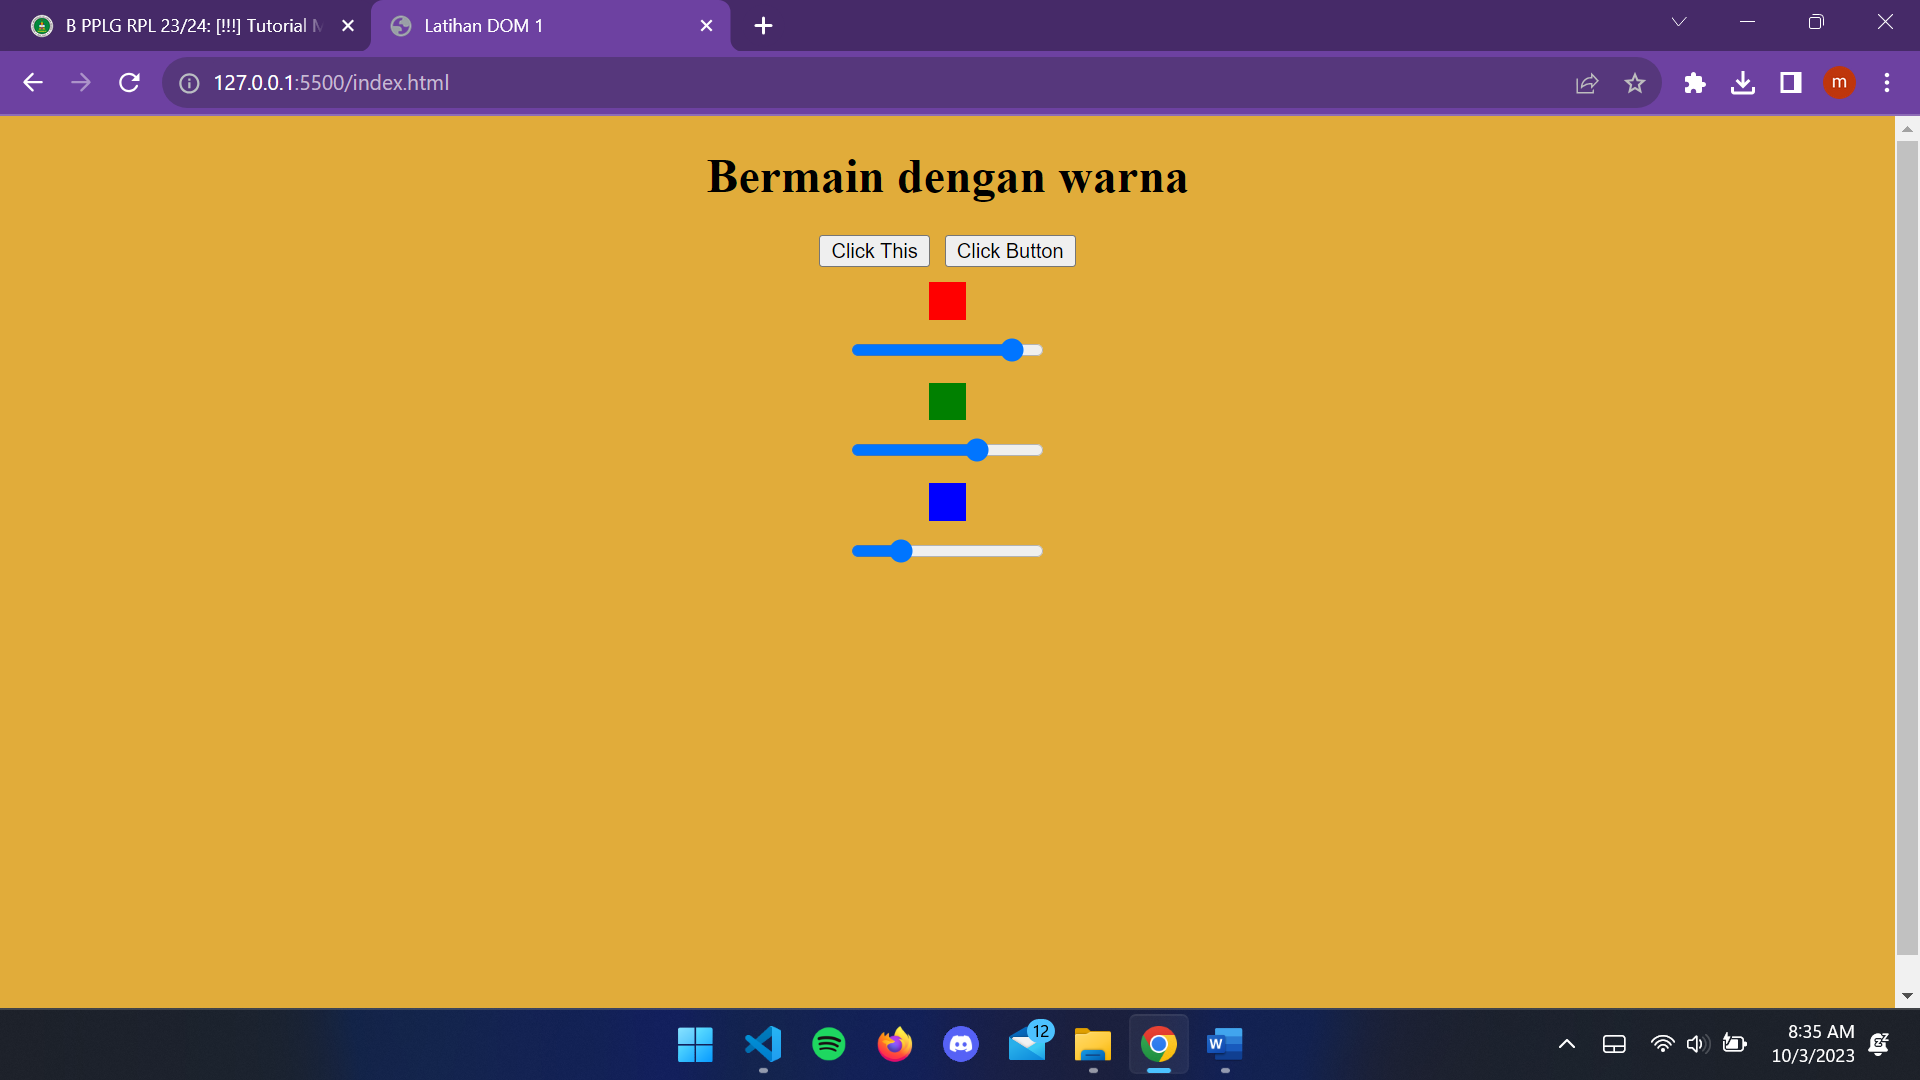 B PPLG RPL 23/24: [!!!] Tutorial
Latihan DOM 1
127.0.0.1:5500/index.html
m
Bermain dengan warna
Click This
Click Button
12
W
8:35 AM
10/3/2023